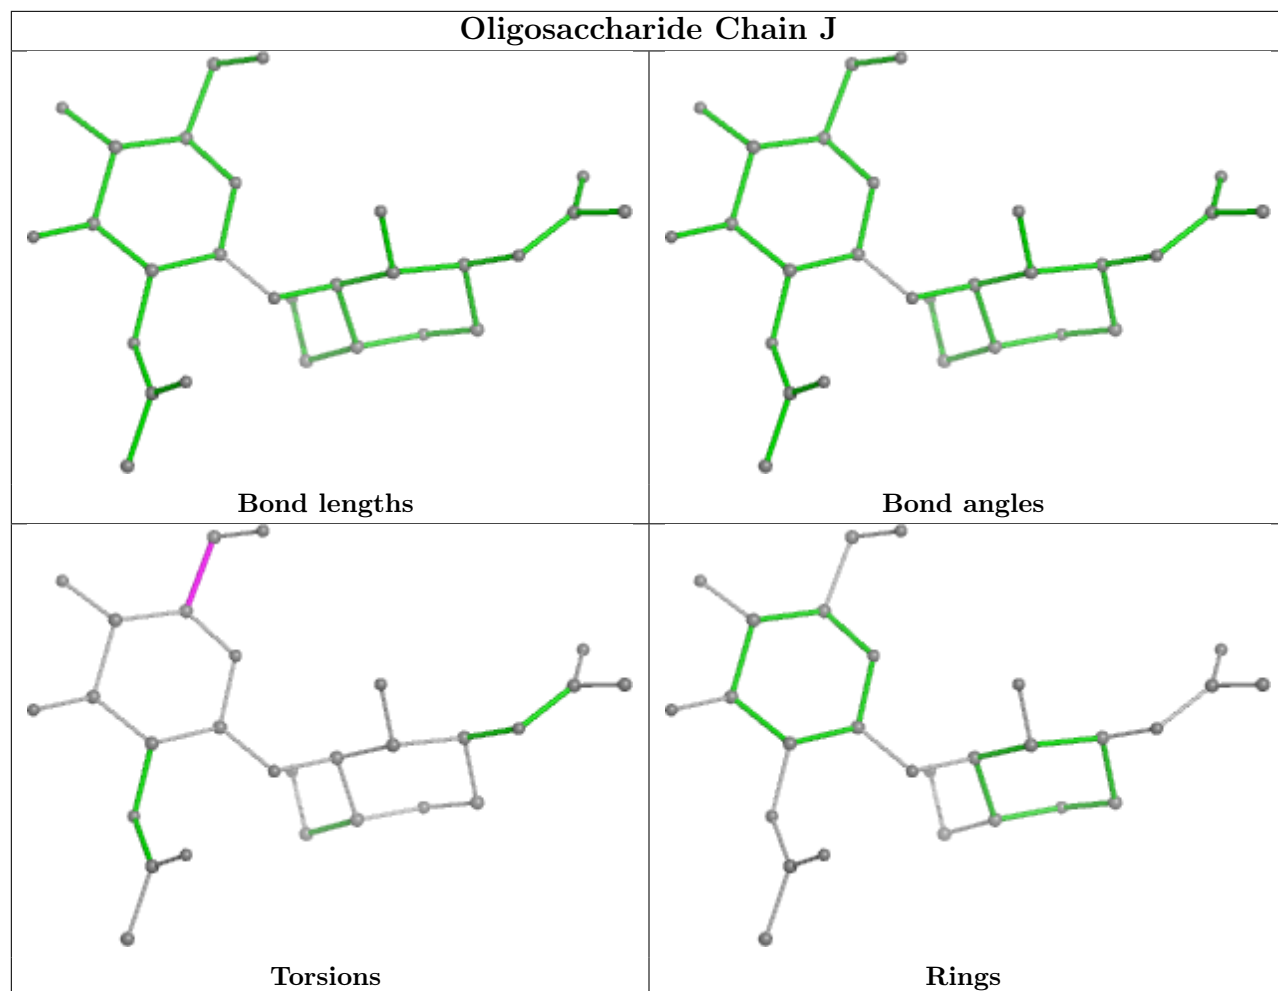 Oligosaccharide Chain J
Bond lengths
Bond angles
Torsions
Rings